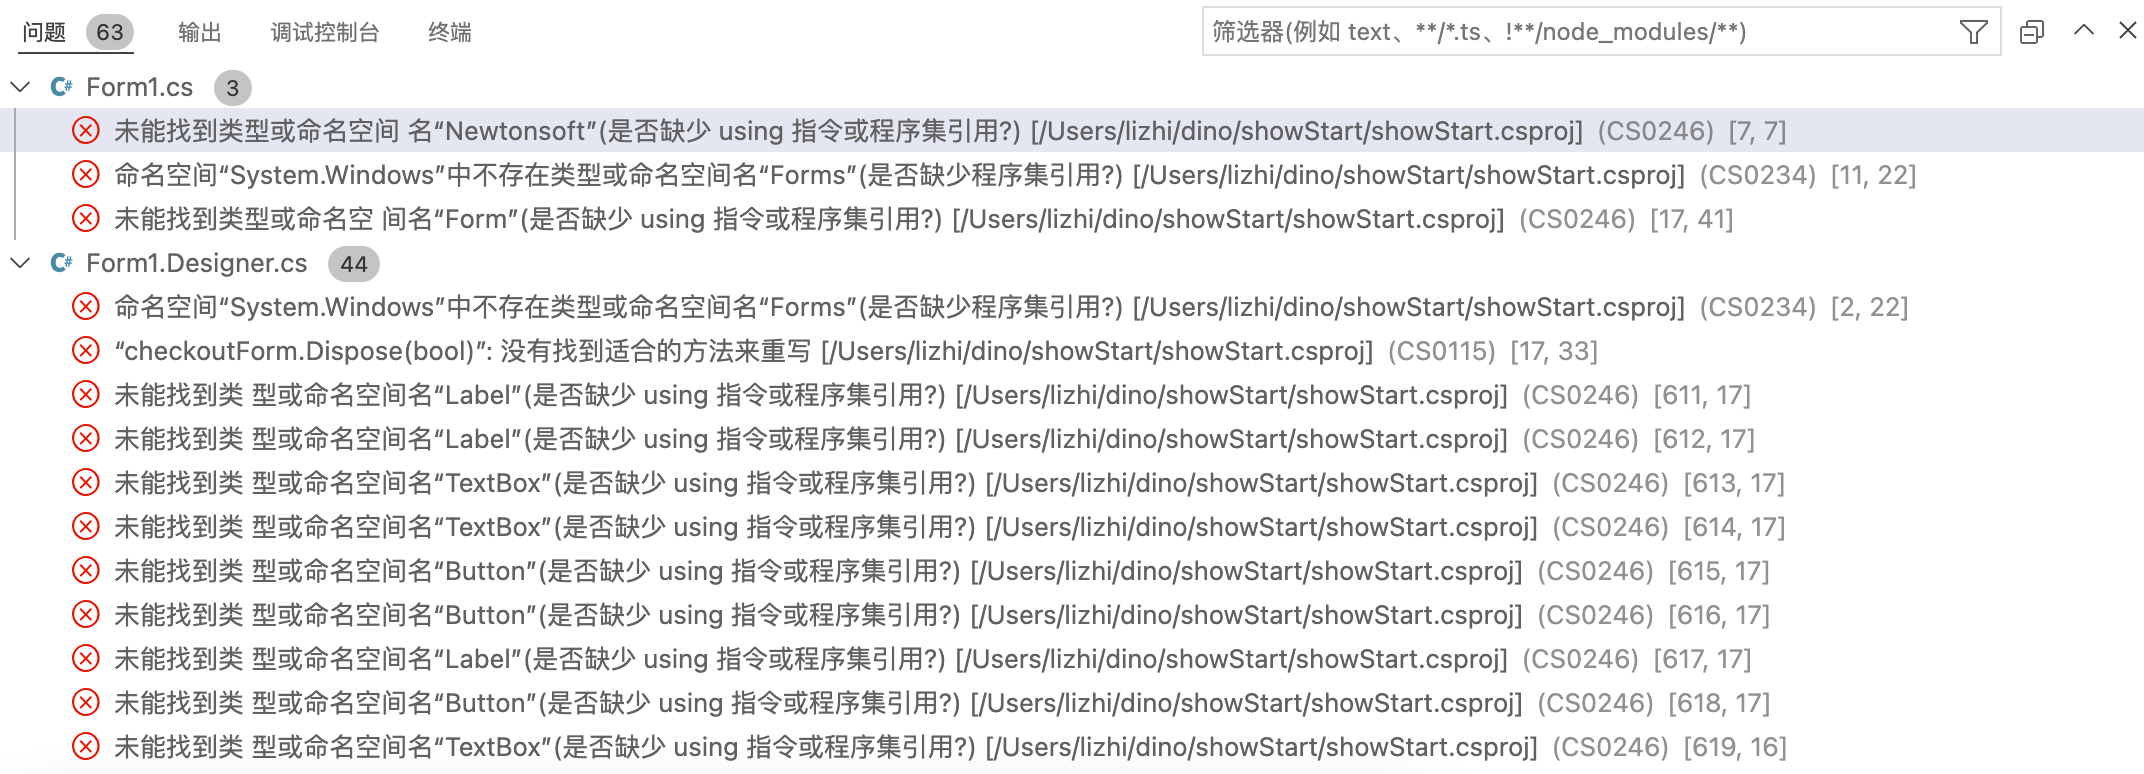 问题 63 输出 调试控制台 终端 筛选器(例如 text、**/*.ts、!**/node_modules/**)
Form1.cs 3
未能找到类型或命名空间 名“Newtonsoft”(是否缺少 using 指令或程序集引用?) [/Users/lizhi/dino/showStart/showStart.csproj] (CS0246) [7, 7]
命名空间“System.Windows”中不存在类型或命名空间名“Forms”(是否缺少程序集引用?) [/Users/lizhi/dino/showStart/showStart.csproj] (CS0234) [11, 22]
未能找到类型或命名空 间名“Form”(是否缺少 using 指令或程序集引用?) [/Users/lizhi/dino/showStart/showStart.csproj] (CS0246) [17, 41]
Form1.Designer.cs 44
命名空间“System.Windows”中不存在类型或命名空间名“Forms”(是否缺少程序集引用?) [/Users/lizhi/dino/showStart/showStart.csproj] (CS0234) [2, 22]
“checkoutForm.Dispose(bool)”: 没有找到适合的方法来重写 [/Users/lizhi/dino/showStart/showStart.csproj] (CS0115) [17, 33]
未能找到类 型或命名空间名“Label”(是否缺少 using 指令或程序集引用?) [/Users/lizhi/dino/showStart/showStart.csproj] (CS0246) [611, 17]
未能找到类 型或命名空间名“Label”(是否缺少 using 指令或程序集引用?) [/Users/lizhi/dino/showStart/showStart.csproj] (CS0246) [612, 17]
未能找到类 型或命名空间名“TextBox”(是否缺少 using 指令或程序集引用?) [/Users/lizhi/dino/showStart/showStart.csproj] (CS0246) [613, 17]
未能找到类 型或命名空间名“TextBox”(是否缺少 using 指令或程序集引用?) [/Users/lizhi/dino/showStart/showStart.csproj] (CS0246) [614, 17]
未能找到类 型或命名空间名“Button”(是否缺少 using 指令或程序集引用?) [/Users/lizhi/dino/showStart/showStart.csproj] (CS0246) [615, 17]
未能找到类 型或命名空间名“Button”(是否缺少 using 指令或程序集引用?) [/Users/lizhi/dino/showStart/showStart.csproj] (CS0246) [616, 17]
未能找到类 型或命名空间名“Label”(是否缺少 using 指令或程序集引用?) [/Users/lizhi/dino/showStart/showStart.csproj] (CS0246) [617, 17]
未能找到类 型或命名空间名“Button”(是否缺少 using 指令或程序集引用?) [/Users/lizhi/dino/showStart/showStart.csproj] (CS0246) [618, 17]
未能找到类 型或命名空间名“TextBox”(是否缺少 using 指令或程序集引用?) [/Users/lizhi/dino/showStart/showStart.csproj] (CS0246) [619, 16]